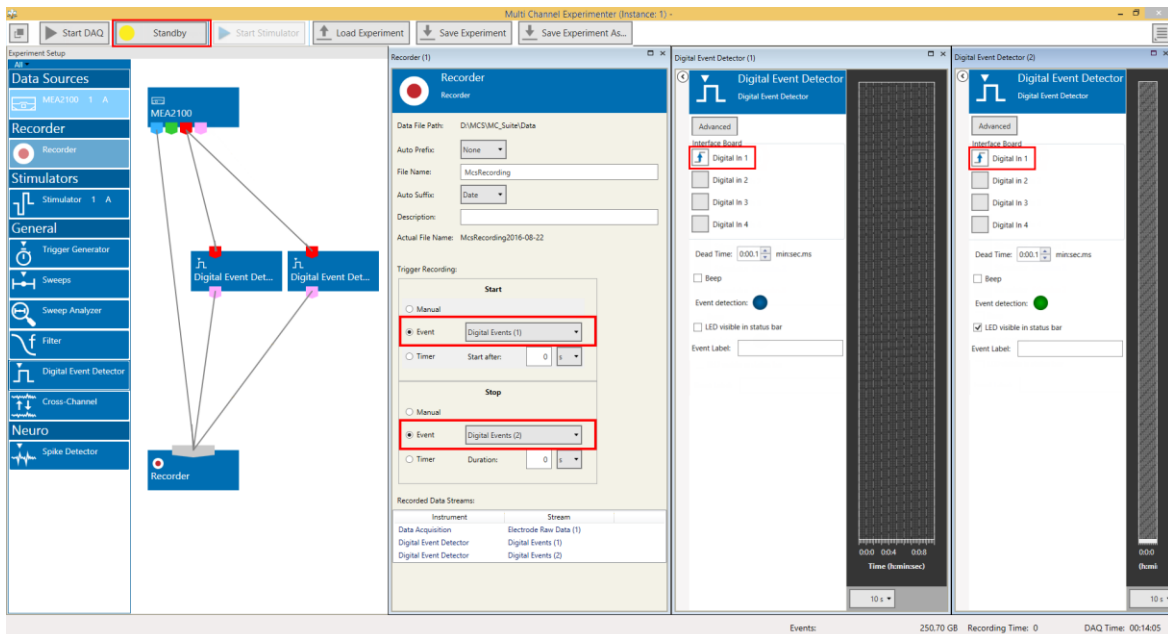 Multi Channel Experimenter (Instance: 1) -
Start DAQ Standby Start Stimulator Load Experiment Save Experiment Save Experiment As...
Experiment Setup
All
Data Sources
MEA2100 1 A
Recorder
Recorder
Stimulators
Stimulator 1 A
General
Trigger Generator
Sweeps
Sweep Analyzer
Filter
Digital Event Detector
Cross-Channel
Neuro
Spike Detector
MEA2100
Digital Event Det...
Digital Event Det...
Recorder
Recorder (1)
Recorder
Recorder
Data File Path: D:\MCS\MC_Suite\Data
Auto Prefix: None
File Name: McsRecording
Auto Suffix: Date
Description:
Actual File Name: McsRecording2016-08-22
Trigger Recording:
Start
Manual
Event Digital Events (1)
Timer Start after: 0 s
Stop
Manual
Event Digital Events (2)
Timer Duration: 0 s
Recorded Data Streams:
Instrument Stream
Data Acquisition Electrode Raw Data (1)
Digital Event Detector Digital Events (1)
Digital Event Detector Digital Events (2)
Digital Event Detector (1)
Digital Event Detector
Digital Event Detector
Advanced
Interface Board
Digital In 1
Digital in 2
Digital In 3
Digital In 4
Dead Time: 0:00.1 min:sec.ms
Beep
Event detection:
LED visible in status bar
Event Label:
0:0:0 0:0:4 0:0:8
Time (h:min:sec)
10 s
Digital Event Detector (2)
Digital Event Detector
Digital Event Detector
Advanced
Interface Board
Digital In 1
Digital in 2
Digital In 3
Digital In 4
Dead Time: 0:00.1 min:sec.ms
Beep
Event detection:
LED visible in status bar
Event Label:
0:0:0
(h:mi
10 s
Events: 250.70 GB Recording Time: 0 DAQ Time: 00:14:05